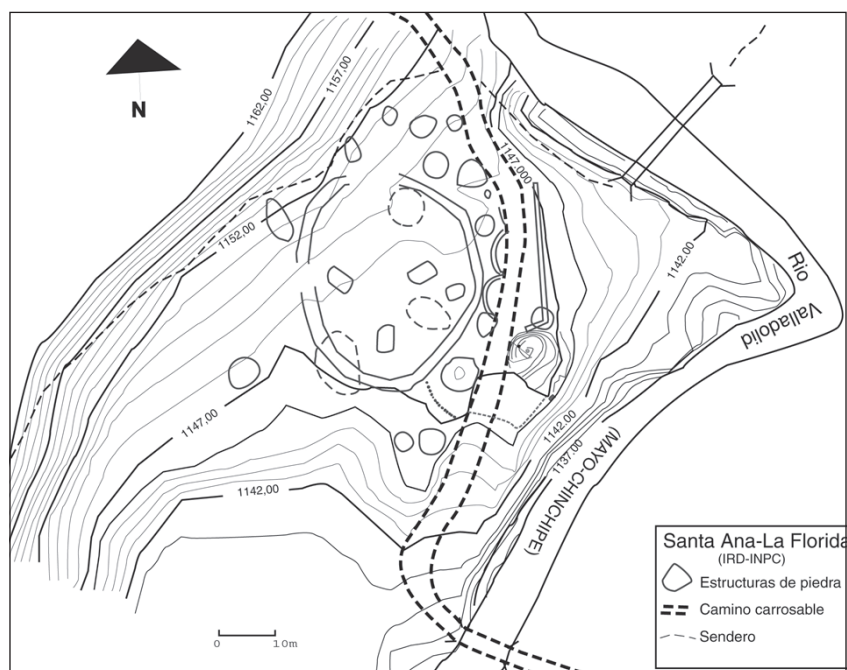 N
1162,00
1157,00
1152,00
1147,000
1142,00
Rio
Valladolid
1147,00
1142,00
1142,00
1137.00
(MAYO-CHINCHIPE)
0 10m
Santa Ana-La Florida
(IRD-INPC)
Estructuras de piedra
Camino carrosable
Sendero